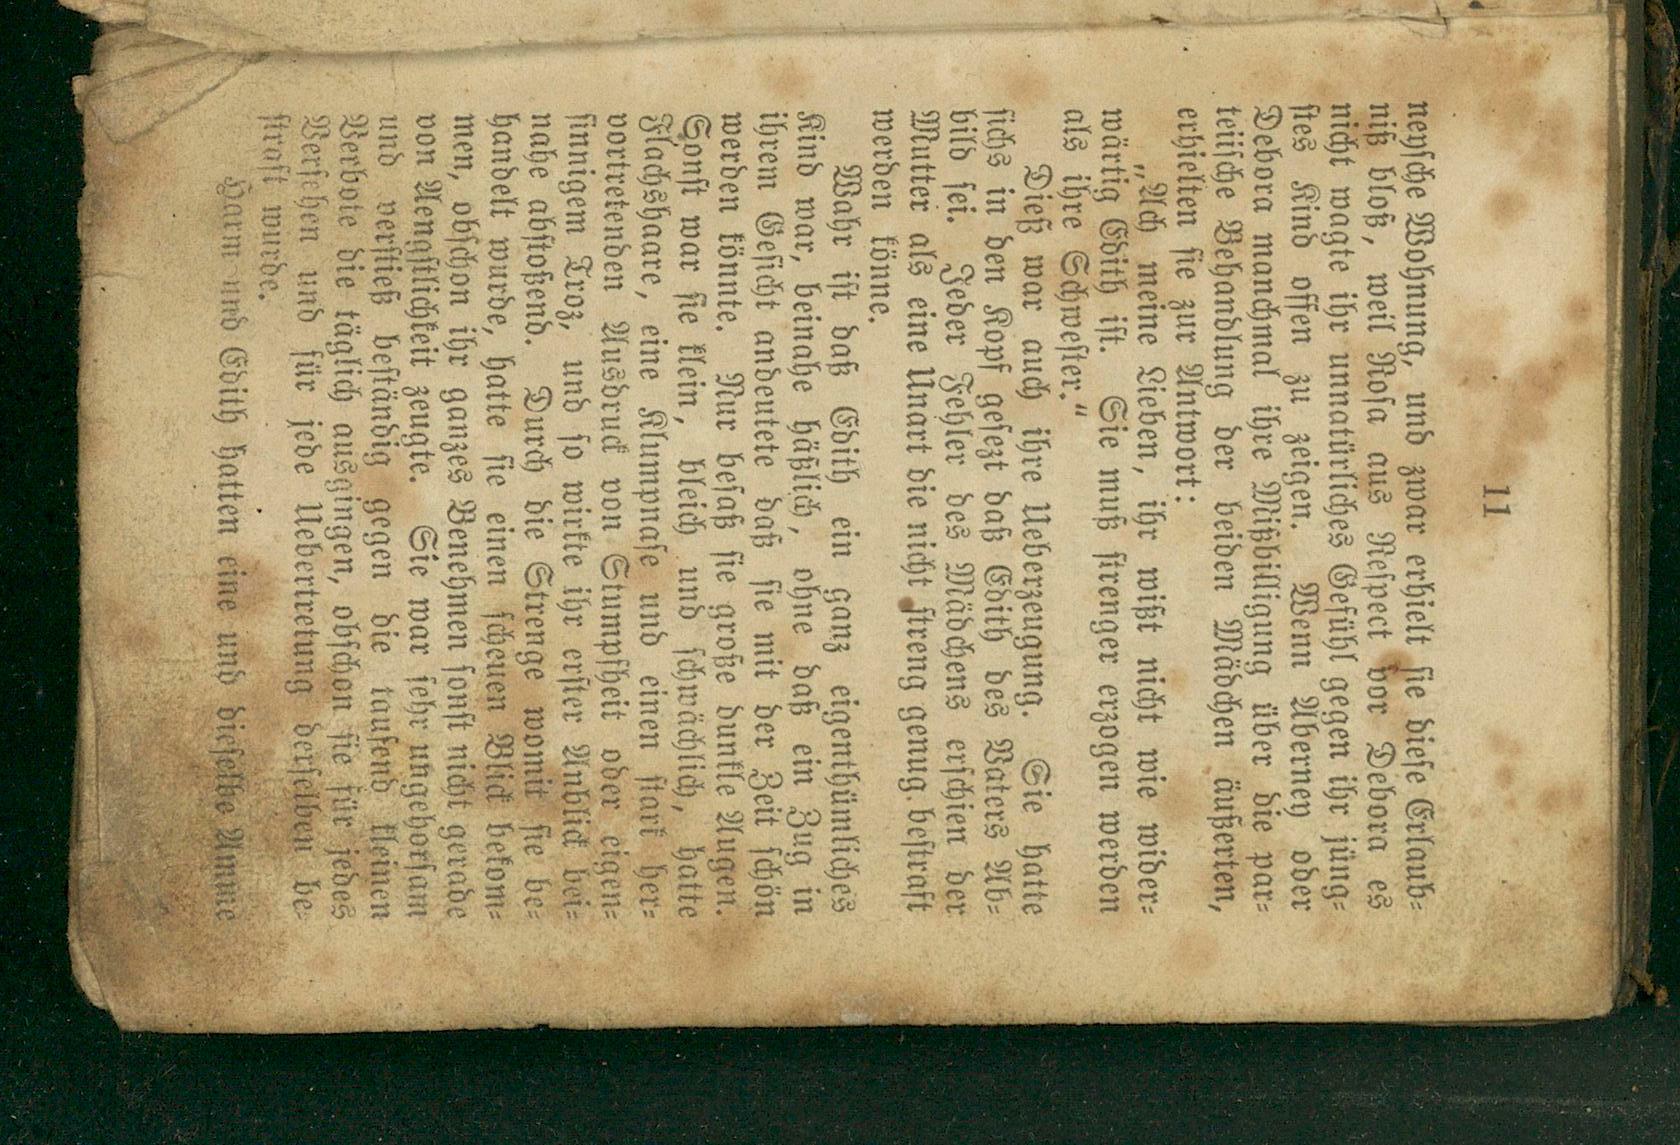 11
neysche Wohnung, und zwar erhielt sie diese Erlaub-
niß bloß, weil Rosa aus Respect vor Debora es
nicht wagte ihr unnatürliches Gefühl gegen ihr jüng-
stes Kind offen zu zeigen. Wenn Aberney oder
Debora manchmal ihre Mißbilligung über die par-
teiische Behandlung der beiden Mädchen äußerten,
erhielten sie zur Antwort:
„Ach meine Lieben, ihr wißt nicht wie wider-
wärtig Edith ist. Sie muß strenger erzogen werden
als ihre Schwester.“
Dieß war auch ihre Ueberzeugung. Sie hatte
sichs in den Kopf gesezt daß Edith des Vaters Ab-
bild sei. Jeder Fehler des Mädchens erschien der
Mutter als eine Unart die nicht streng genug bestraft
werden könne.
Wahr ist daß Edith ein ganz eigenthümliches
Kind war, beinahe häßlich, ohne daß ein Zug in
ihrem Gesicht andeutete daß sie mit der Zeit schön
werden könnte. Nur besaß sie große dunkle Augen.
Sonst war sie klein, bleich und schwächlich, hatte
Flachshaare, eine Klumpnase und einen stark her-
vortretenden Ausdruck von Stumpfheit oder eigen-
sinnigem Troz, und so wirkte ihr erster Anblick bei-
nahe abstoßend. Durch die Strenge womit sie be-
handelt wurde, hatte sie einen scheuen Blick bekom-
men, obschon ihr ganzes Benehmen sonst nicht gerade
von Aengstlichkeit zeugte. Sie war sehr ungehorsam
und verstieß beständig gegen die tausend kleinen
Verbote die täglich ausgingen, obschon sie für jedes
Versehen und für jede Uebertretung derselben be-
straft wurde.
Harm und Edith hatten eine und dieselbe Amme